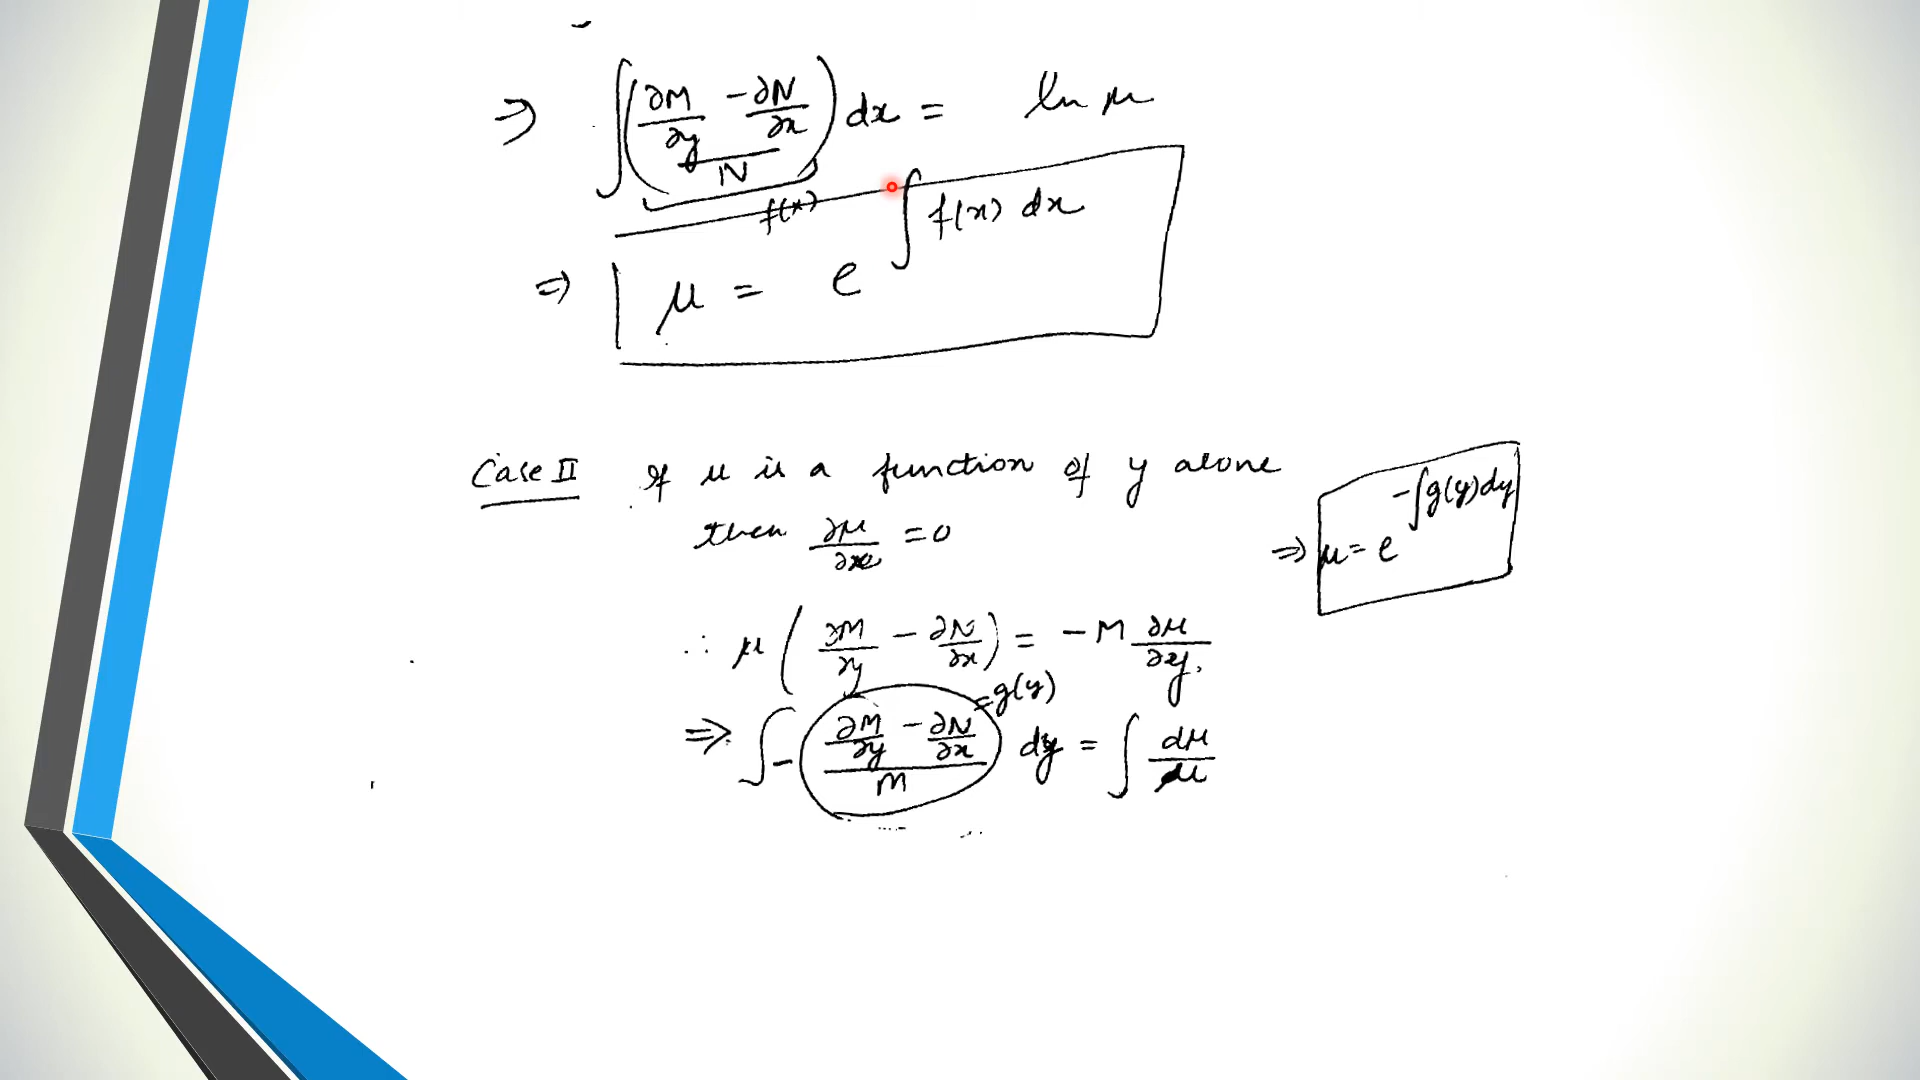 ⇒ ∫ ( (∂M/∂y − ∂N/∂x) / N ) dx = ln μ
f(x)
⇒ μ = e^{∫ f(x) dx}
Case II If μ is a function of y alone
then ∂μ/∂x = 0
⇒ μ = e^{−∫ g(y) dy}
∴ μ ( ∂M/∂y − ∂N/∂x ) = − M ∂μ/∂y.
⇒ ∫ − (∂M/∂y − ∂N/∂x) / M = g(y) dy = ∫ dμ/μ